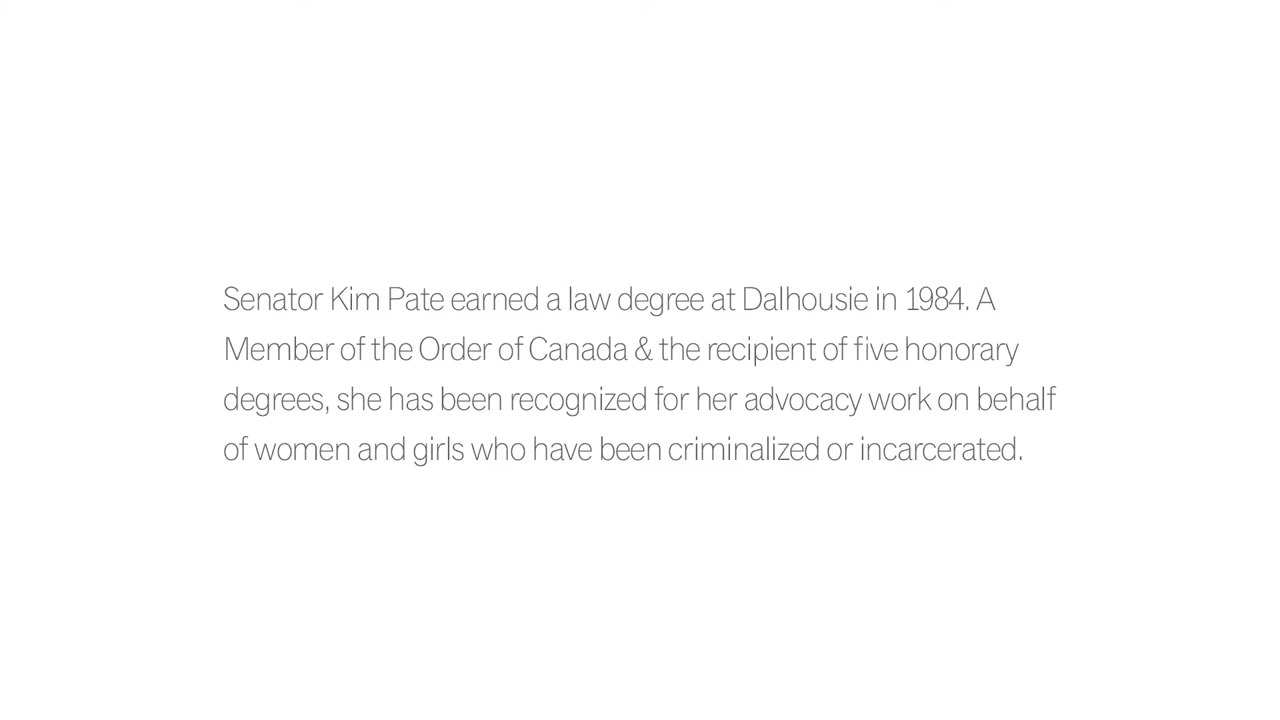 Senator Kim Pate earned a law degree at Dalhousie in 1984. A
Member of the Order of Canada & the recipient of five honorary
degrees, she has been recognized for her advocacy work on behalf
of women and girls who have been criminalized or incarcerated.